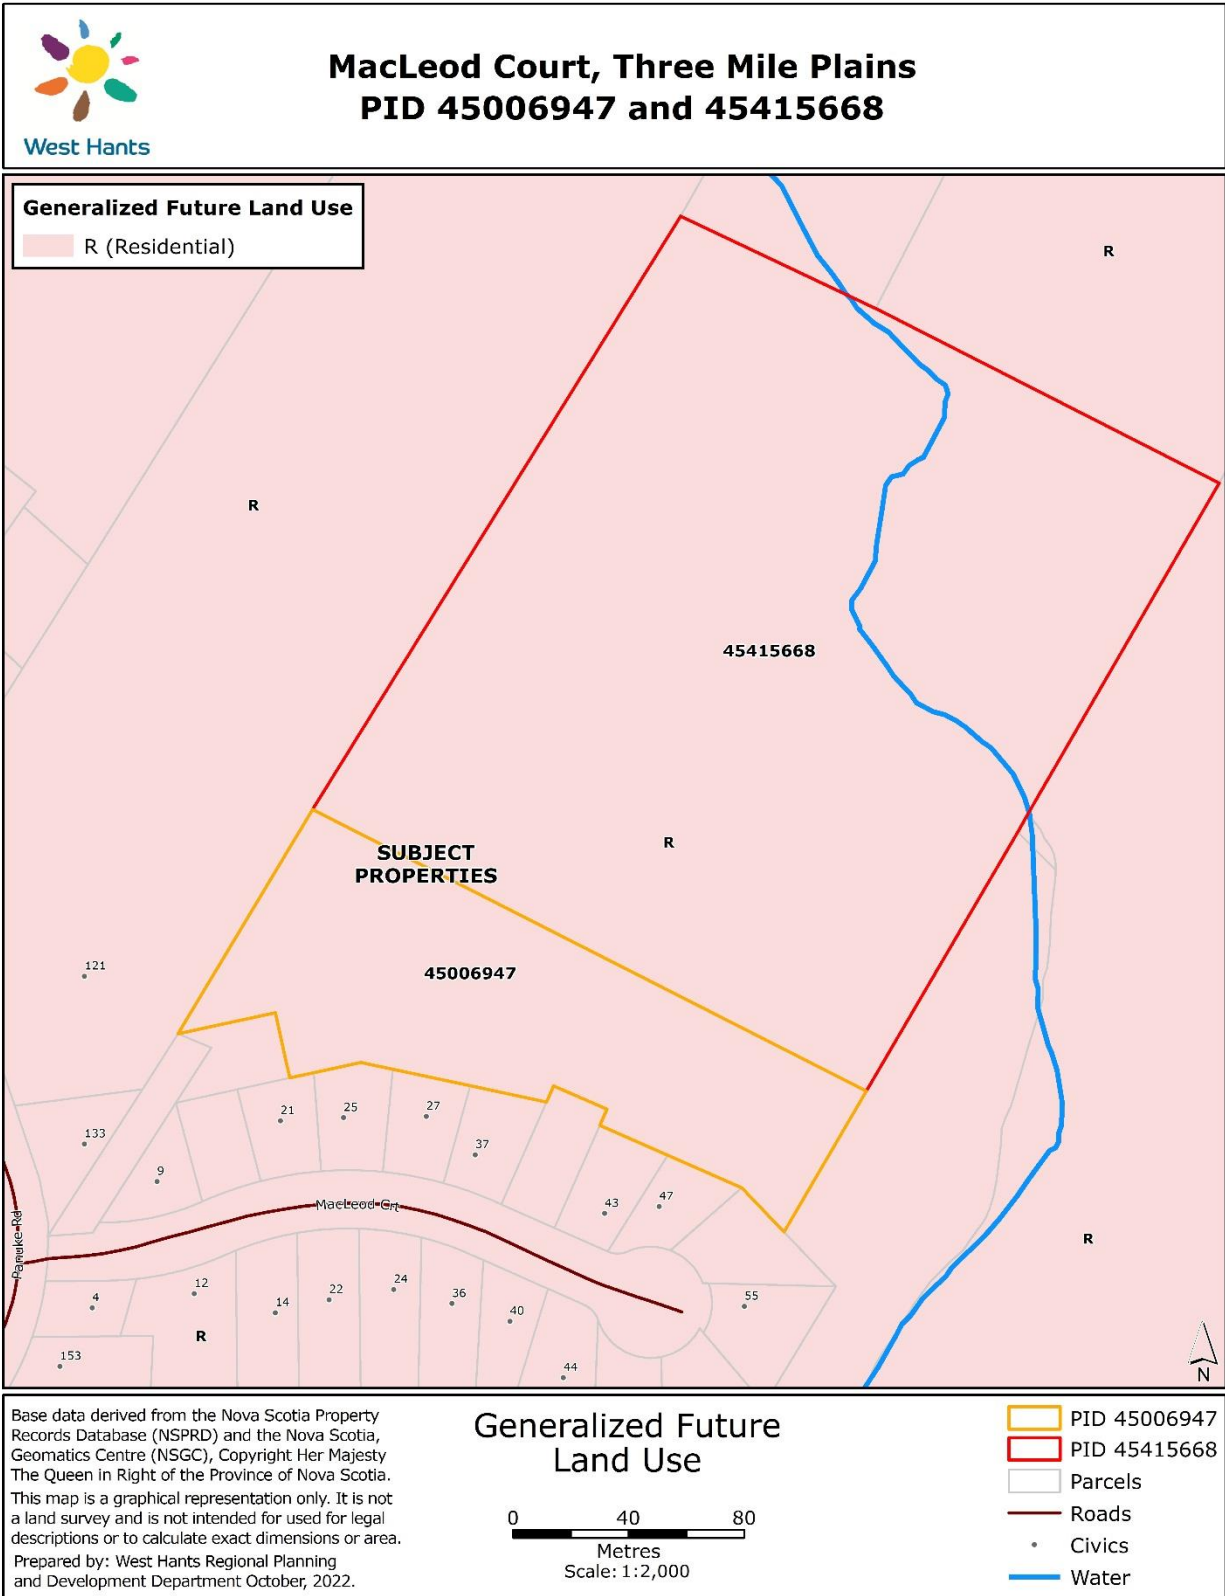 West Hants
MacLeod Court, Three Mile Plains
PID 45006947 and 45415668
Generalized Future Land Use
R (Residential)
R
R
45415668
R
SUBJECT
PROPERTIES
45006947
121
133
9
21
25
27
37
43
47
MacLeod Crt
Panuke Rd
4
12
14
22
24
36
40
44
55
153
R
R
N
Base data derived from the Nova Scotia Property
Records Database (NSPRD) and the Nova Scotia,
Geomatics Centre (NSGC), Copyright Her Majesty
The Queen in Right of the Province of Nova Scotia.
This map is a graphical representation only. It is not
a land survey and is not intended for used for legal
descriptions or to calculate exact dimensions or area.
Prepared by: West Hants Regional Planning
and Development Department October, 2022.
Generalized Future
Land Use
0 40 80
Metres
Scale: 1:2,000
PID 45006947
PID 45415668
Parcels
Roads
Civics
Water